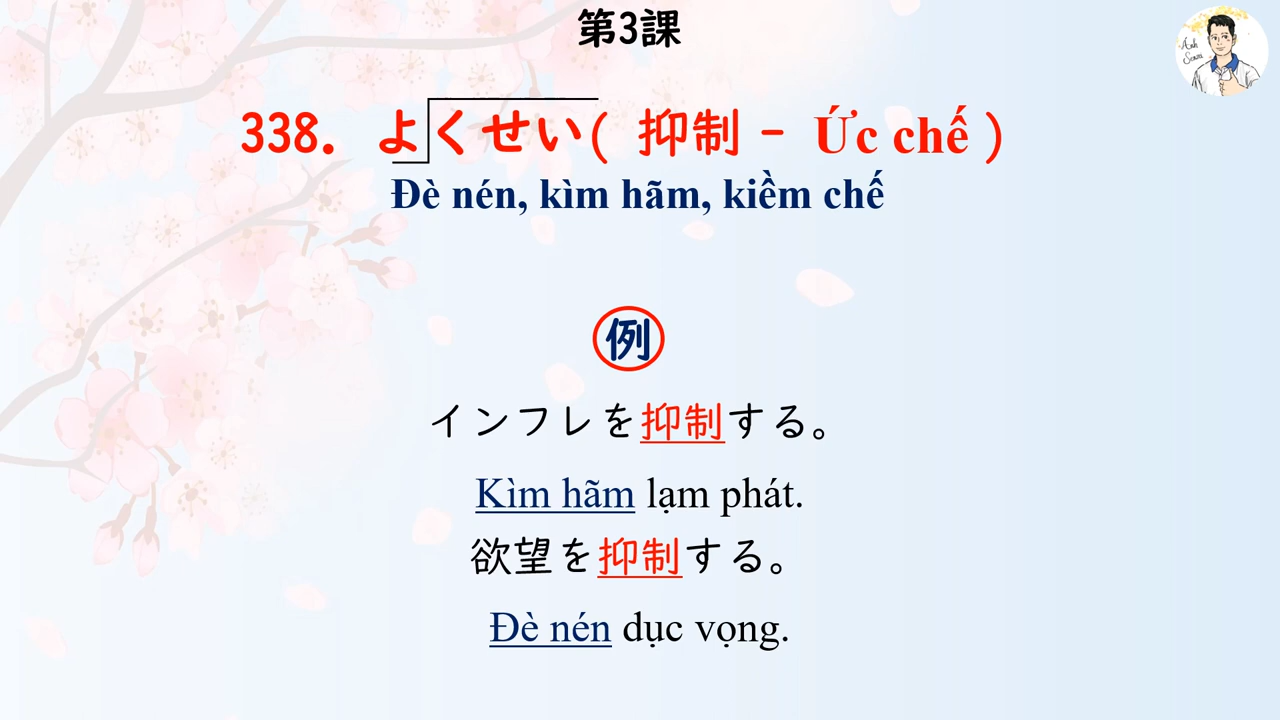 第3課
Anh
Sensei
338. よくせい( 抑制 - Ức chế )
Đè nén, kìm hãm, kiềm chế
例
インフレを抑制する。
Kìm hãm lạm phát.
欲望を抑制する。
Đè nén dục vọng.